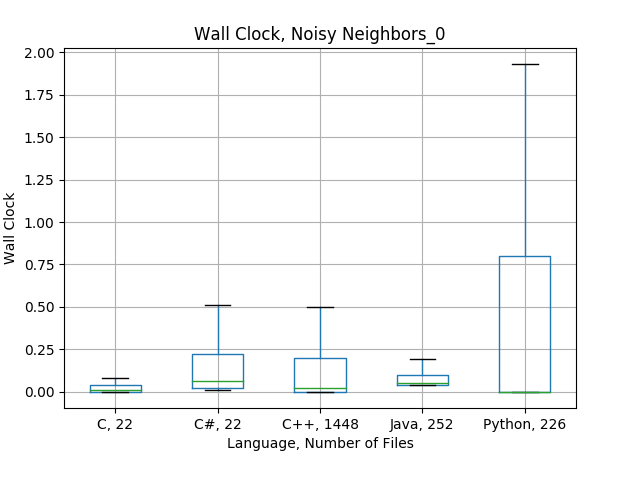 Wall Clock, Noisy Neighbors_0
Wall Clock
2.00
1.75
1.50
1.25
1.00
0.75
0.50
0.25
0.00
C, 22
C#, 22
C++, 1448
Java, 252
Python, 226
Language, Number of Files